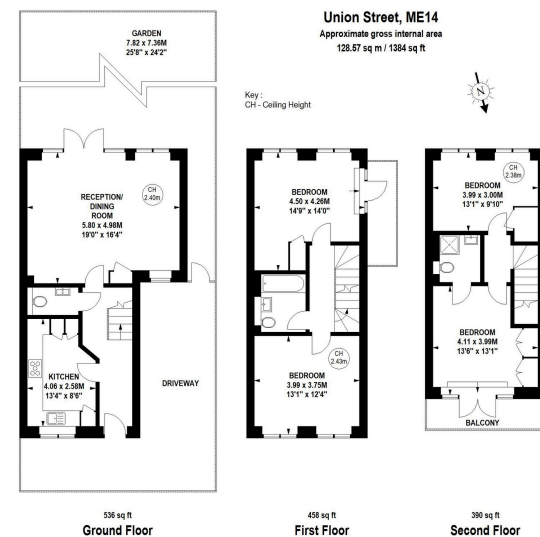 Union Street, ME14
Approximate gross internal area
128.57 sq m / 1384 sq ft
Key :
CH - Ceiling Height
N
GARDEN
7.82 x 7.36M
25'8" x 24'2"
RECEPTION/
DINING
ROOM
5.80 x 4.98M
19'0" x 16'4"
CH
2.40m
KITCHEN
4.06 x 2.58M
13'4" x 8'6"
DRIVEWAY
536 sq ft
Ground Floor
BEDROOM
4.50 x 4.26M
14'9" x 14'0"
CH
2.43m
BEDROOM
3.99 x 3.75M
13'1" x 12'4"
458 sq ft
First Floor
CH
2.38m
BEDROOM
3.99 x 3.00M
13'1" x 9'10"
BEDROOM
4.11 x 3.99M
13'6" x 13'1"
BALCONY
390 sq ft
Second Floor